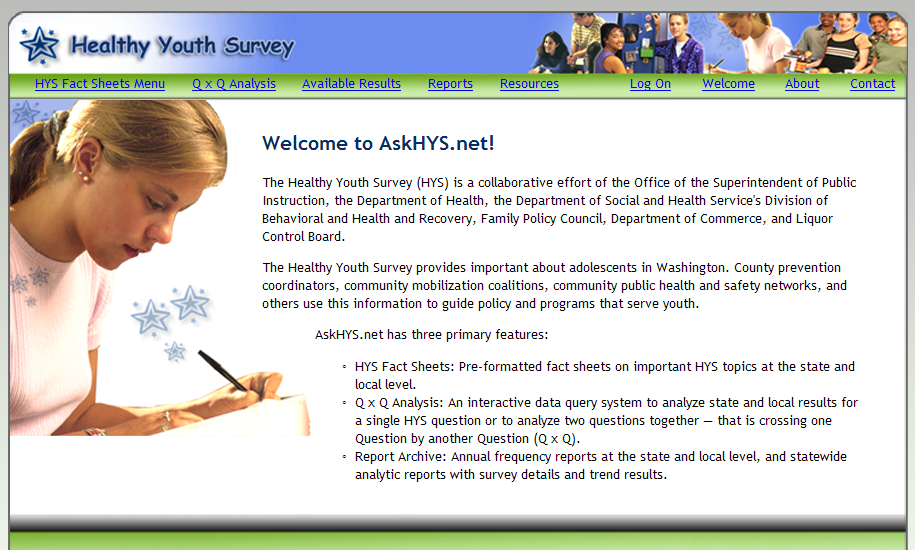 Healthy Youth Survey
HYS Fact Sheets Menu Q x Q Analysis Available Results Reports Resources Log On Welcome About Contact
Welcome to AskHYS.net!
The Healthy Youth Survey (HYS) is a collaborative effort of the Office of the Superintendent of Public
Instruction, the Department of Health, the Department of Social and Health Service's Division of
Behavioral and Health and Recovery, Family Policy Council, Department of Commerce, and Liquor
Control Board.
The Healthy Youth Survey provides important about adolescents in Washington. County prevention
coordinators, community mobilization coalitions, community public health and safety networks, and
others use this information to guide policy and programs that serve youth.
AskHYS.net has three primary features:
◦ HYS Fact Sheets: Pre-formatted fact sheets on important HYS topics at the state and
local level.
◦ Q x Q Analysis: An interactive data query system to analyze state and local results for
a single HYS question or to analyze two questions together — that is crossing one
Question by another Question (Q x Q).
◦ Report Archive: Annual frequency reports at the state and local level, and statewide
analytic reports with survey details and trend results.